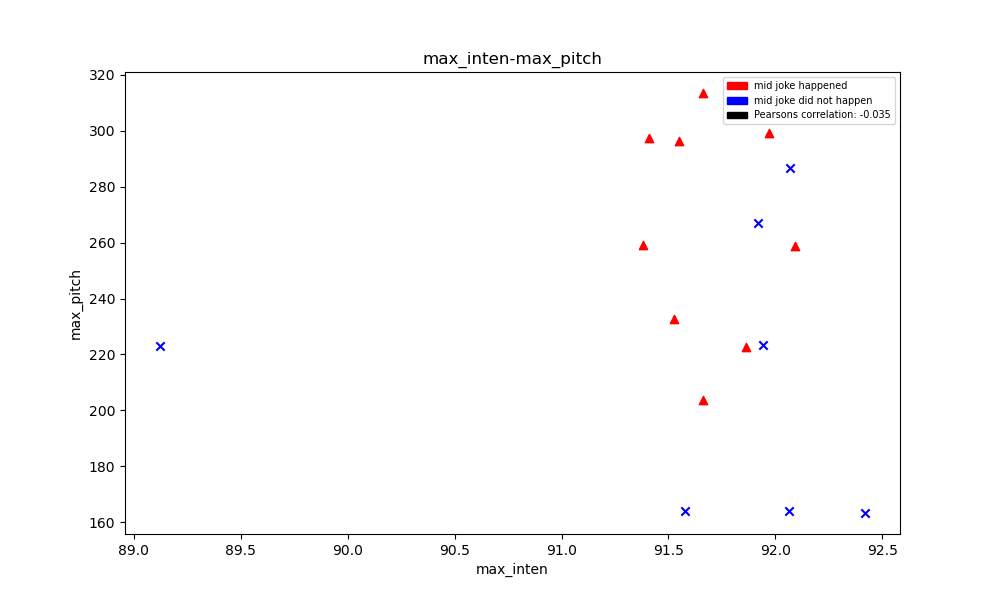 max_inten-max_pitch
mid joke happened
mid joke did not happen
Pearsons correlation: -0.035
max_pitch
320
300
280
260
240
220
200
180
160
89.0 89.5 90.0 90.5 91.0 91.5 92.0 92.5
max_inten